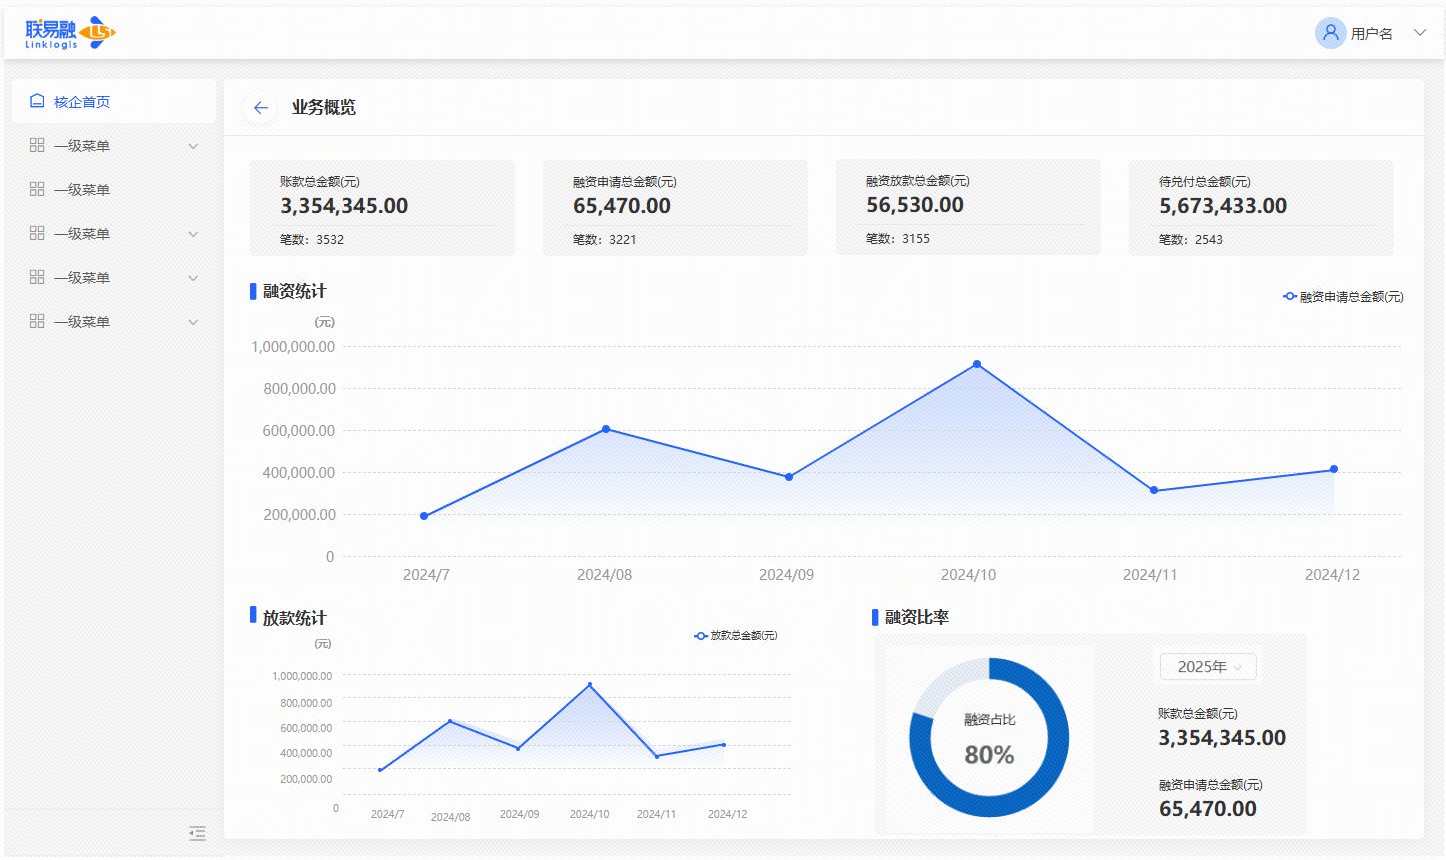 联易融
Linklogis
用户名
核企首页
一级菜单
一级菜单
一级菜单
一级菜单
一级菜单
业务概览
账款总金额(元)
3,354,345.00
笔数：3532
融资申请总金额(元)
65,470.00
笔数：3221
融资放款总金额(元)
56,530.00
笔数：3155
待兑付总金额(元)
5,673,433.00
笔数：2543
融资统计
融资申请总金额(元)
(元)
1,000,000.00
800,000.00
600,000.00
400,000.00
200,000.00
0
2024/7 2024/08 2024/09 2024/10 2024/11 2024/12
放款统计
放款总金额(元)
(元)
1,000,000.00
800,000.00
600,000.00
400,000.00
200,000.00
0
2024/7 2024/08 2024/09 2024/10 2024/11 2024/12
融资比率
融资占比
80%
2025年
账款总金额(元)
3,354,345.00
融资申请总金额(元)
65,470.00